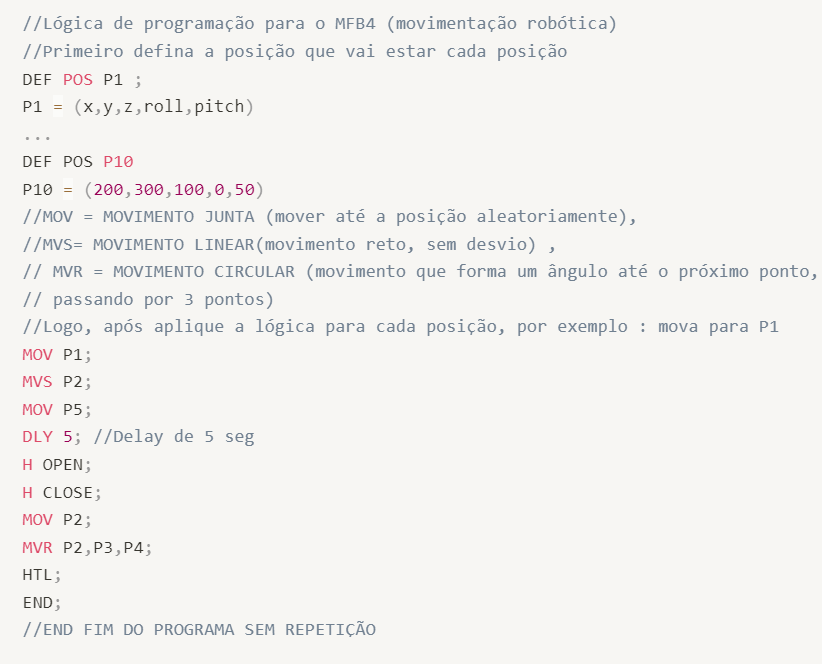 //Lógica de programação para o MFB4 (movimentação robótica)
//Primeiro defina a posição que vai estar cada posição
DEF POS P1 ;
P1 = (x,y,z,roll,pitch)
...
DEF POS P10
P10 = (200,300,100,0,50)
//MOV = MOVIMENTO JUNTA (mover até a posição aleatoriamente),
//MVS= MOVIMENTO LINEAR(movimento reto, sem desvio) ,
// MVR = MOVIMENTO CIRCULAR (movimento que forma um ângulo até o próximo ponto,
// passando por 3 pontos)
//Logo, após aplique a lógica para cada posição, por exemplo : mova para P1
MOV P1;
MVS P2;
MOV P5;
DLY 5; //Delay de 5 seg
H OPEN;
H CLOSE;
MOV P2;
MVR P2,P3,P4;
HTL;
END;
//END FIM DO PROGRAMA SEM REPETIÇÃO